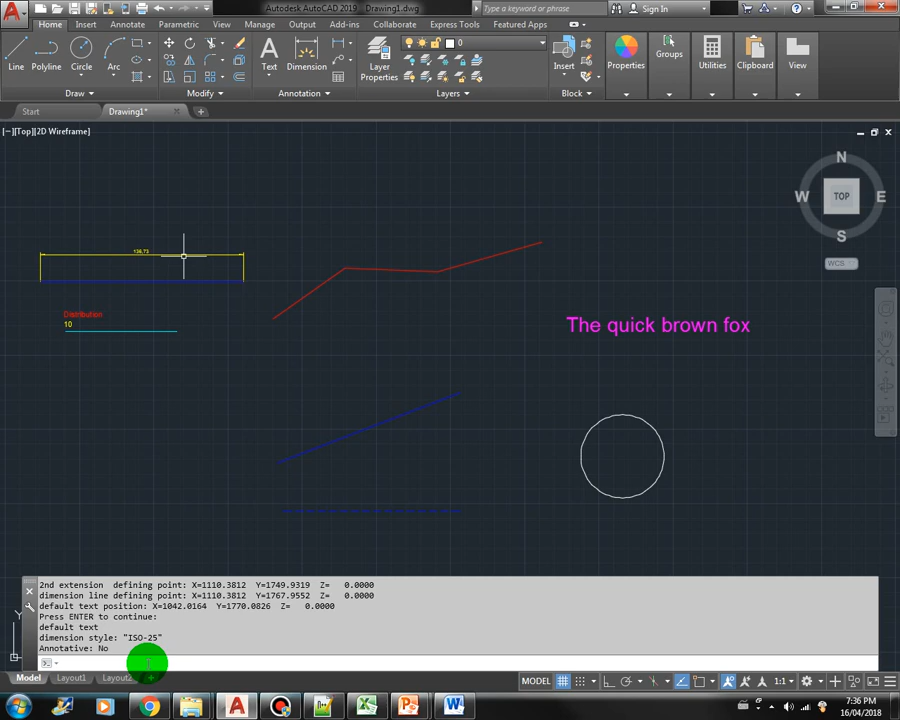 Autodesk AutoCAD 2019 Drawing1.dwg
Type a keyword or phrase
Sign In
Home Insert Annotate Parametric View Manage Output Add-ins Collaborate Express Tools Featured Apps
Line Polyline Circle Arc Text Dimension Layer Properties 0 Insert Properties Groups Utilities Clipboard View
Draw Modify Annotation Layers Block
Start Drawing1*
[−][Top][2D Wireframe]
N
W TOP E
S
WCS
136.73
Distribution
10
The quick brown fox
2nd extension defining point: X=1110.3812 Y=1749.9319 Z= 0.0000
dimension line defining point: X=1110.3812 Y=1767.9552 Z= 0.0000
default text position: X=1042.0164 Y=1770.0826 Z= 0.0000
Press ENTER to continue:
default text
dimension style: "ISO-25"
Annotative: No
Y
Model Layout1 Layout2
MODEL 1:1
7:36 PM
16/04/2018